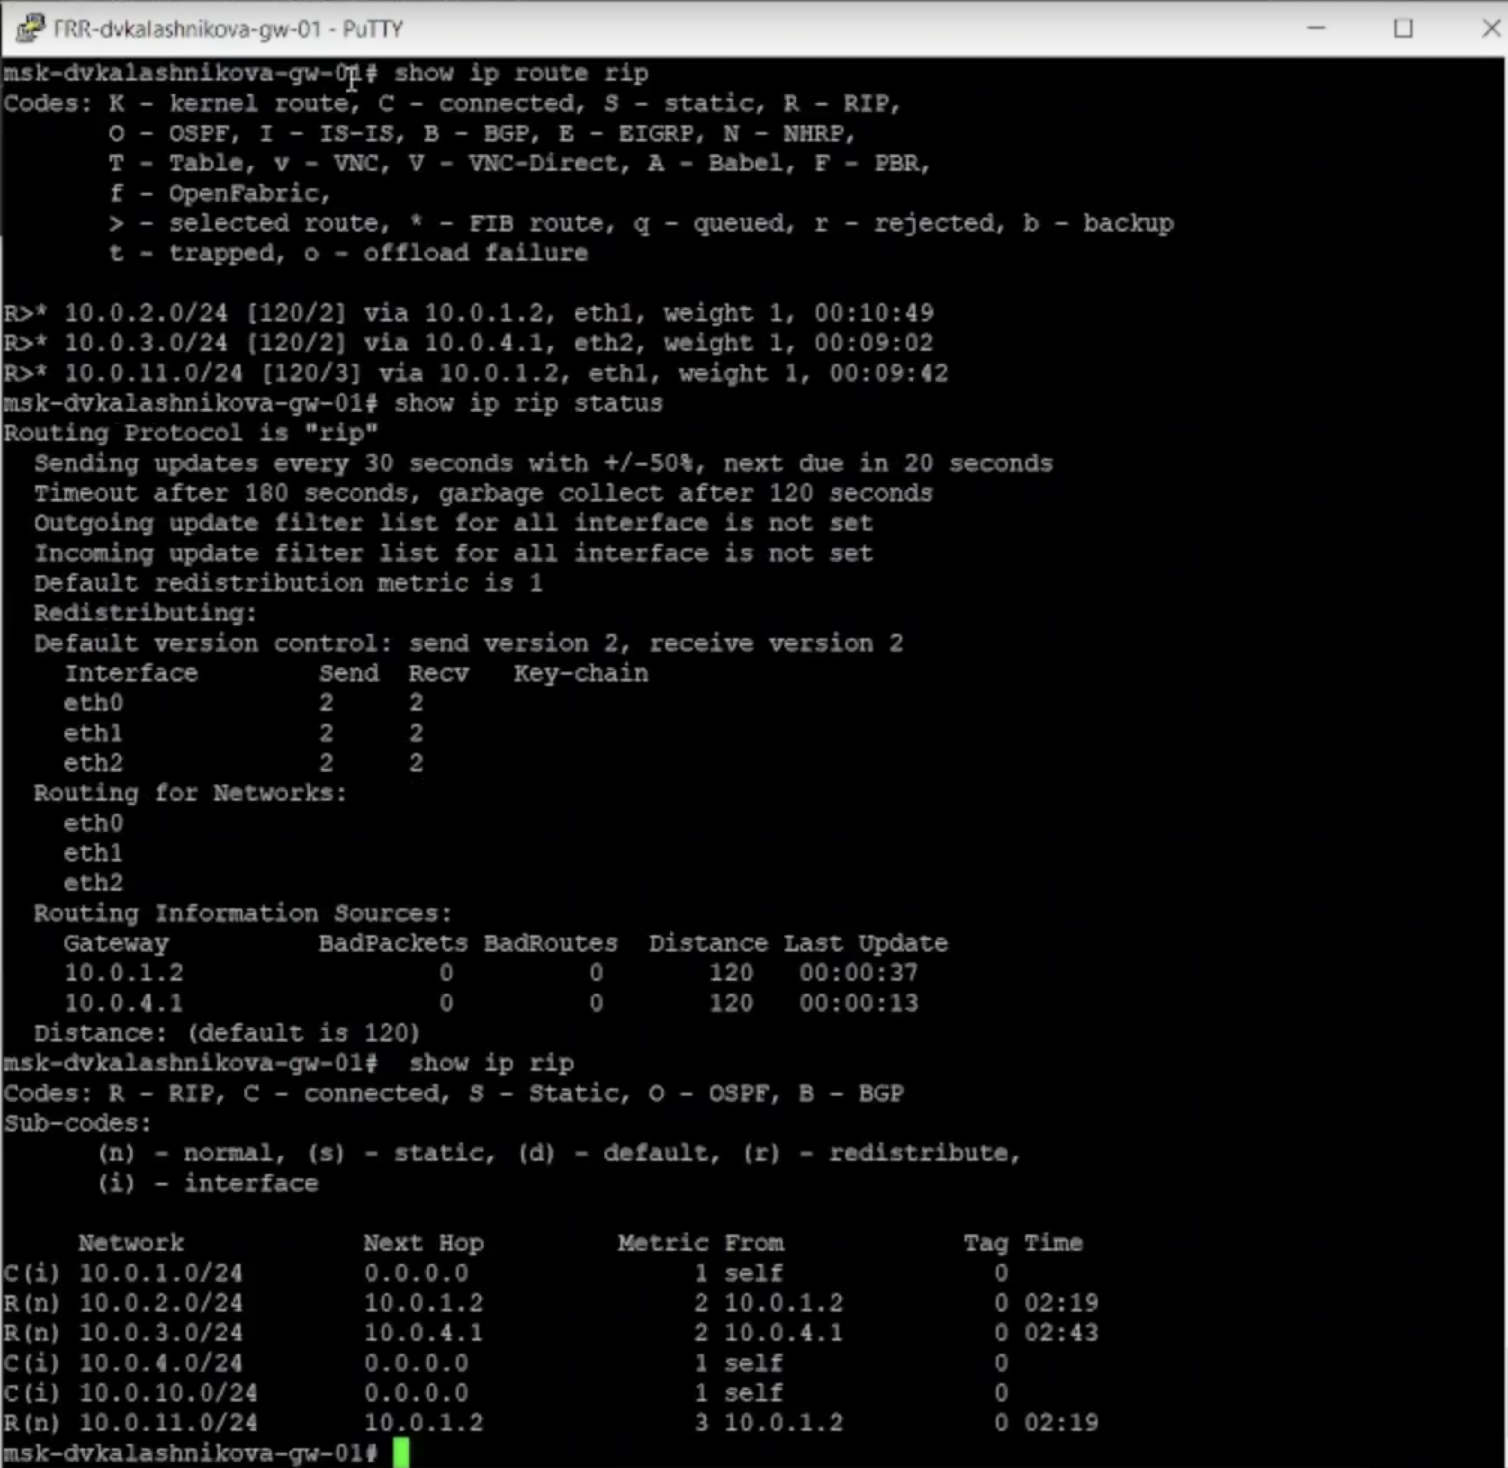 FRR-dvkalashnikova-gw-01 - PuTTY
msk-dvkalashnikova-gw-01# show ip route rip
Codes: K - kernel route, C - connected, S - static, R - RIP,
       O - OSPF, I - IS-IS, B - BGP, E - EIGRP, N - NHRP,
       T - Table, v - VNC, V - VNC-Direct, A - Babel, F - PBR,
       f - OpenFabric,
       > - selected route, * - FIB route, q - queued, r - rejected, b - backup
       t - trapped, o - offload failure

R>* 10.0.2.0/24 [120/2] via 10.0.1.2, eth1, weight 1, 00:10:49
R>* 10.0.3.0/24 [120/2] via 10.0.4.1, eth2, weight 1, 00:09:02
R>* 10.0.11.0/24 [120/3] via 10.0.1.2, eth1, weight 1, 00:09:42
msk-dvkalashnikova-gw-01# show ip rip status
Routing Protocol is "rip"
  Sending updates every 30 seconds with +/-50%, next due in 20 seconds
  Timeout after 180 seconds, garbage collect after 120 seconds
  Outgoing update filter list for all interface is not set
  Incoming update filter list for all interface is not set
  Default redistribution metric is 1
  Redistributing:
  Default version control: send version 2, receive version 2
    Interface        Send  Recv   Key-chain
    eth0             2     2
    eth1             2     2
    eth2             2     2
  Routing for Networks:
    eth0
    eth1
    eth2
  Routing Information Sources:
    Gateway          BadPackets BadRoutes  Distance Last Update
    10.0.1.2                 0         0       120   00:00:37
    10.0.4.1                 0         0       120   00:00:13
  Distance: (default is 120)
msk-dvkalashnikova-gw-01#  show ip rip
Codes: R - RIP, C - connected, S - Static, O - OSPF, B - BGP
Sub-codes:
      (n) - normal, (s) - static, (d) - default, (r) - redistribute,
      (i) - interface

     Network            Next Hop         Metric From            Tag Time
C(i) 10.0.1.0/24        0.0.0.0               1 self              0
R(n) 10.0.2.0/24        10.0.1.2              2 10.0.1.2          0 02:19
R(n) 10.0.3.0/24        10.0.4.1              2 10.0.4.1          0 02:43
C(i) 10.0.4.0/24        0.0.0.0               1 self              0
C(i) 10.0.10.0/24       0.0.0.0               1 self              0
R(n) 10.0.11.0/24       10.0.1.2              3 10.0.1.2          0 02:19
msk-dvkalashnikova-gw-01#